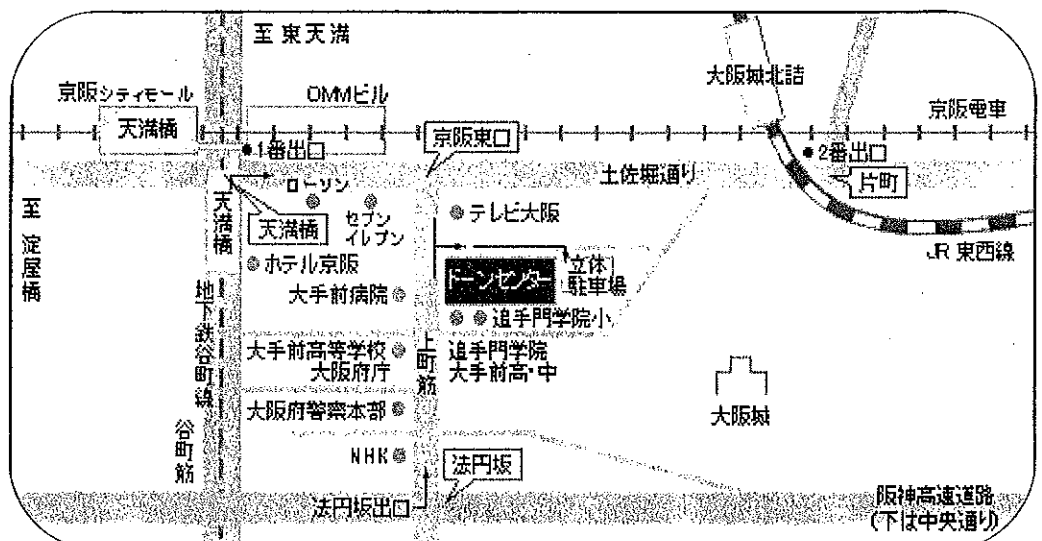 至 東天満
大阪城北詰
京阪シティモール
OMMビル
京阪電車
天満橋
京阪東口
1番出口
2番出口
土佐堀通り
片町
ローソン
セブン
イレブン
テレビ大阪
至 淀屋橋
天満橋
天満橋
ホテル京阪
ドーンセンター
立体
駐車場
JR 東西線
大手前病院
追手門学院小
地下鉄谷町線
大手前高等学校
大阪府庁
上町筋
追手門学院
大手前高・中
大阪府警察本部
大阪城
谷町筋
NHK
法円坂
法円坂出口
阪神高速道路
(下は中央通り)